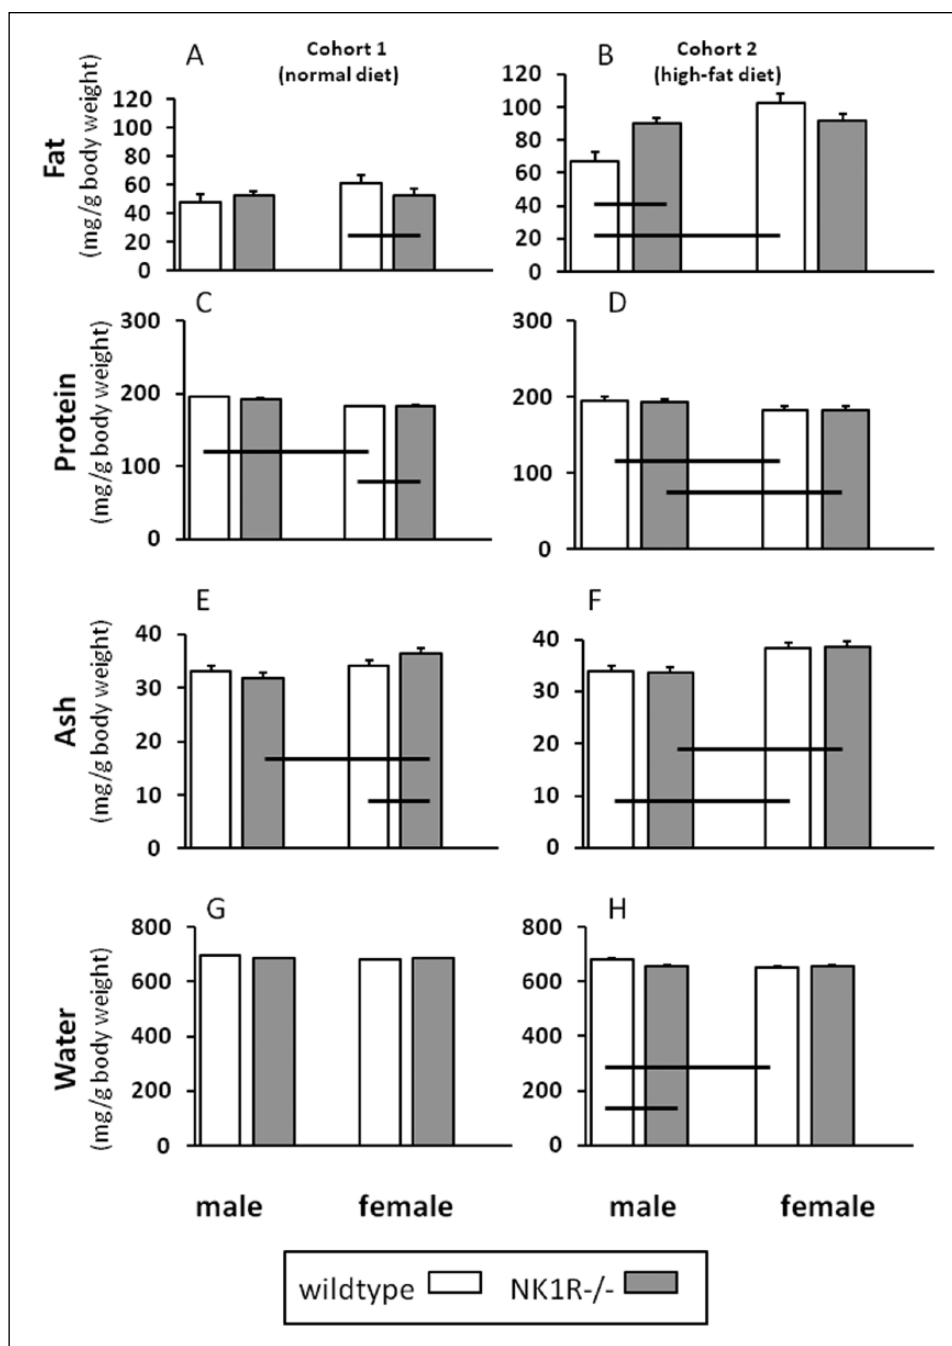 A
Cohort 1
(normal diet)
B
Cohort 2
(high-fat diet)
Fat
(mg/g body weight)
120
100
80
60
40
20
0
120
100
80
60
40
20
0
C
D
Protein
(mg/g body weight)
300
200
100
0
300
200
100
0
E
F
Ash
(mg/g body weight)
40
30
20
10
0
40
30
20
10
0
G
H
Water
(mg/g body weight)
800
600
400
200
0
800
600
400
200
0
male
female
male
female
wildtype
NK1R-/-